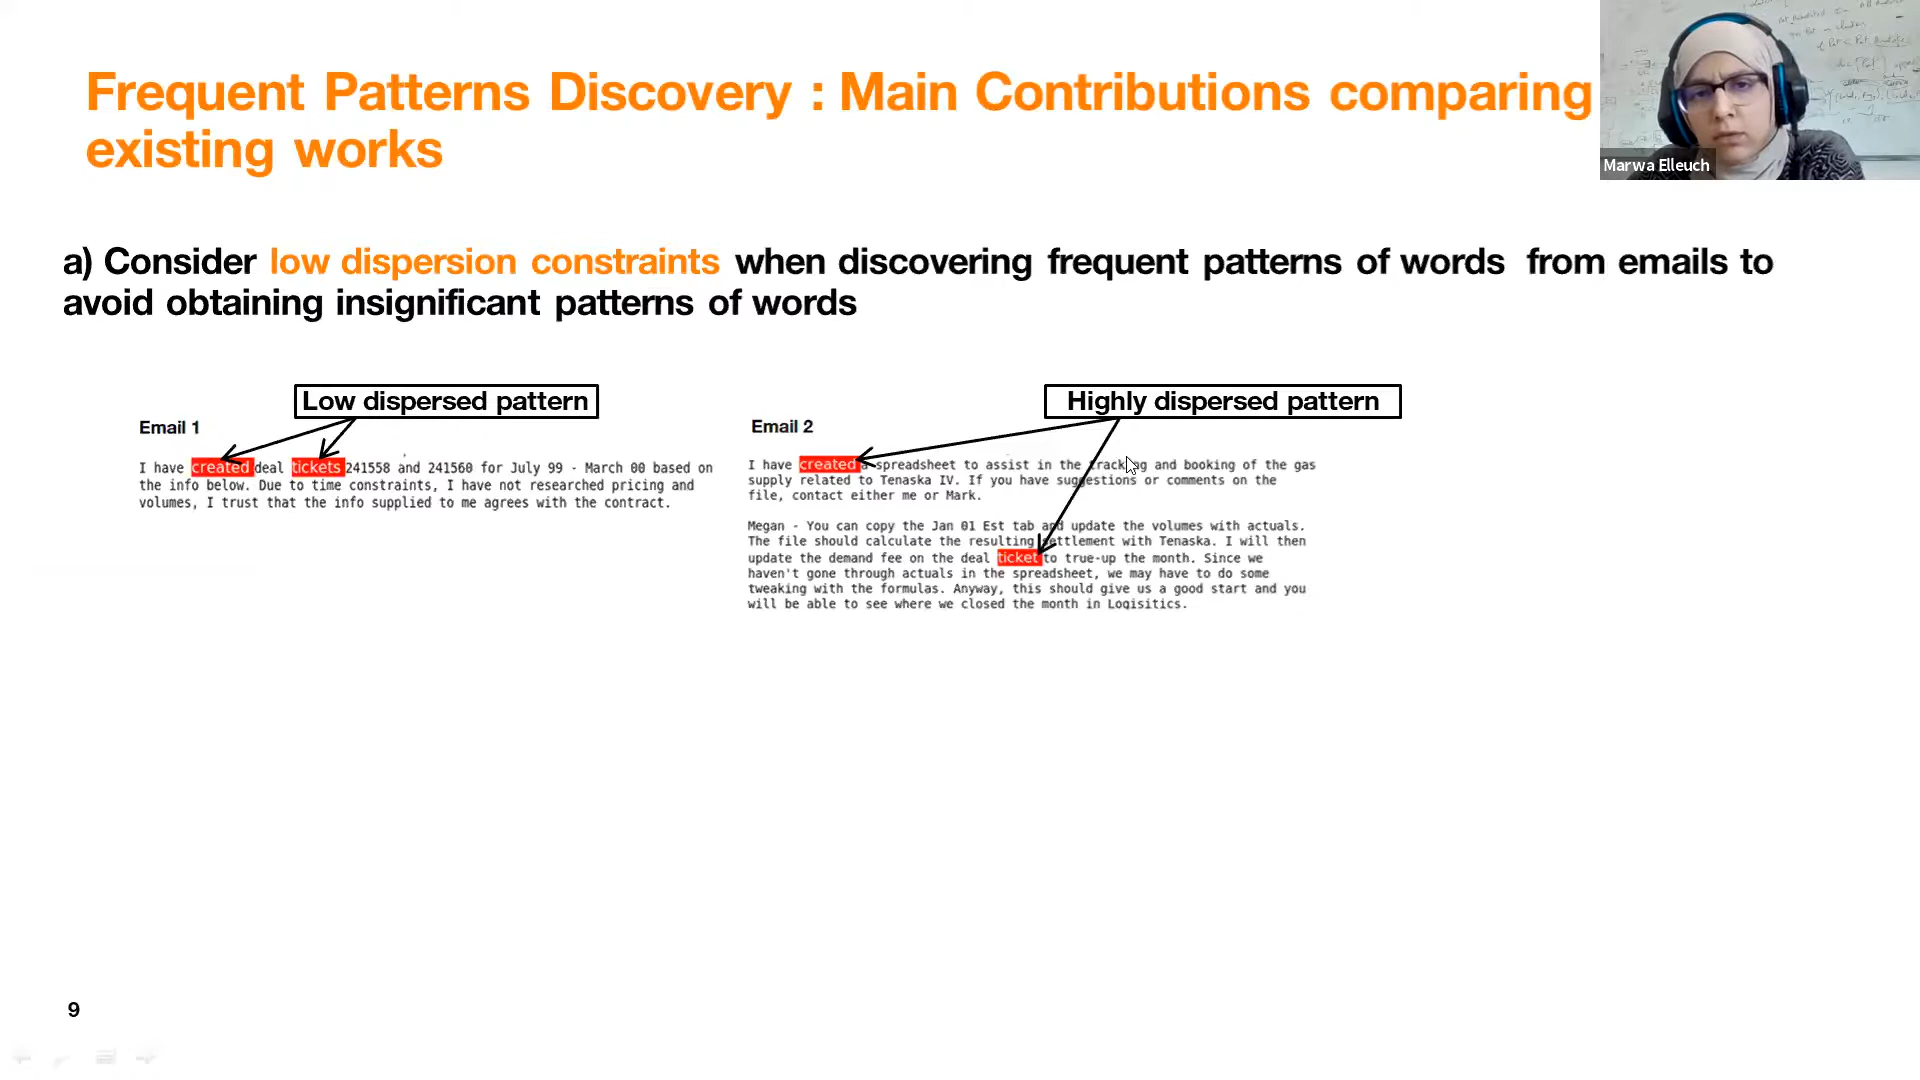 Frequent Patterns Discovery : Main Contributions comparing
existing works
Marwa Elleuch
a) Consider low dispersion constraints when discovering frequent patterns of words from emails to
avoid obtaining insignificant patterns of words
Low dispersed pattern
Email 1
I have created deal tickets 241558 and 241560 for July 99 - March 00 based on
the info below. Due to time constraints, I have not researched pricing and
volumes, I trust that the info supplied to me agrees with the contract.
Highly dispersed pattern
Email 2
I have created a spreadsheet to assist in the tracking and booking of the gas
supply related to Tenaska IV. If you have suggestions or comments on the
file, contact either me or Mark.
Megan - You can copy the Jan 01 Est tab and update the volumes with actuals.
The file should calculate the resulting settlement with Tenaska. I will then
update the demand fee on the deal ticket to true-up the month. Since we
haven't gone through actuals in the spreadsheet, we may have to do some
tweaking with the formulas. Anyway, this should give us a good start and you
will be able to see where we closed the month in Logisitics.
9